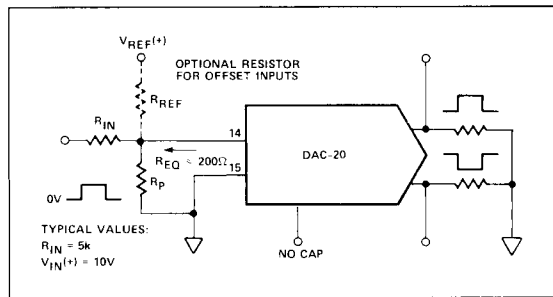 VREF(+)
OPTIONAL RESISTOR
FOR OFFSET INPUTS
RREF
RIN
14
REQ ≈ 200Ω
15
DAC-20
RP
0V
TYPICAL VALUES:
RIN = 5k
VIN(+) = 10V
NO CAP